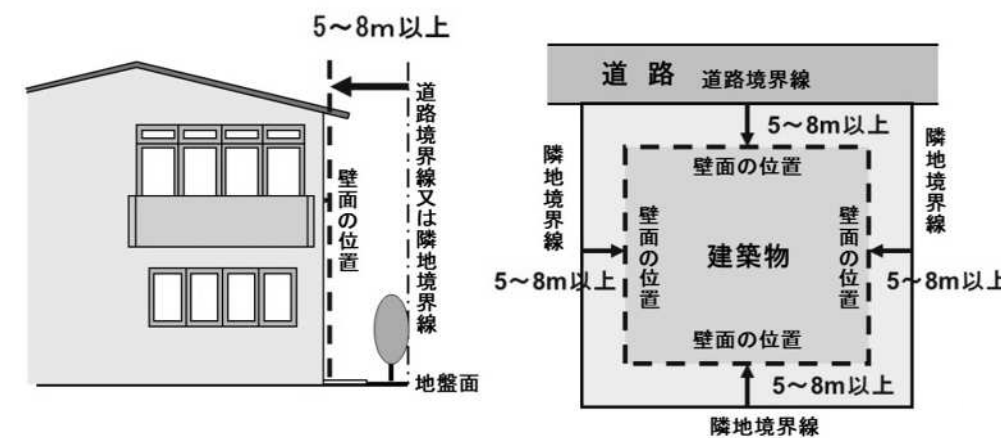 5～8m以上
道路境界線又は隣地境界線
壁面の位置
地盤面
道 路 道路境界線
5～8m以上
隣地境界線
隣地境界線
壁面の位置
壁面の位置
建築物
壁面の位置
5～8m以上
5～8m以上
壁面の位置
5～8m以上
隣地境界線